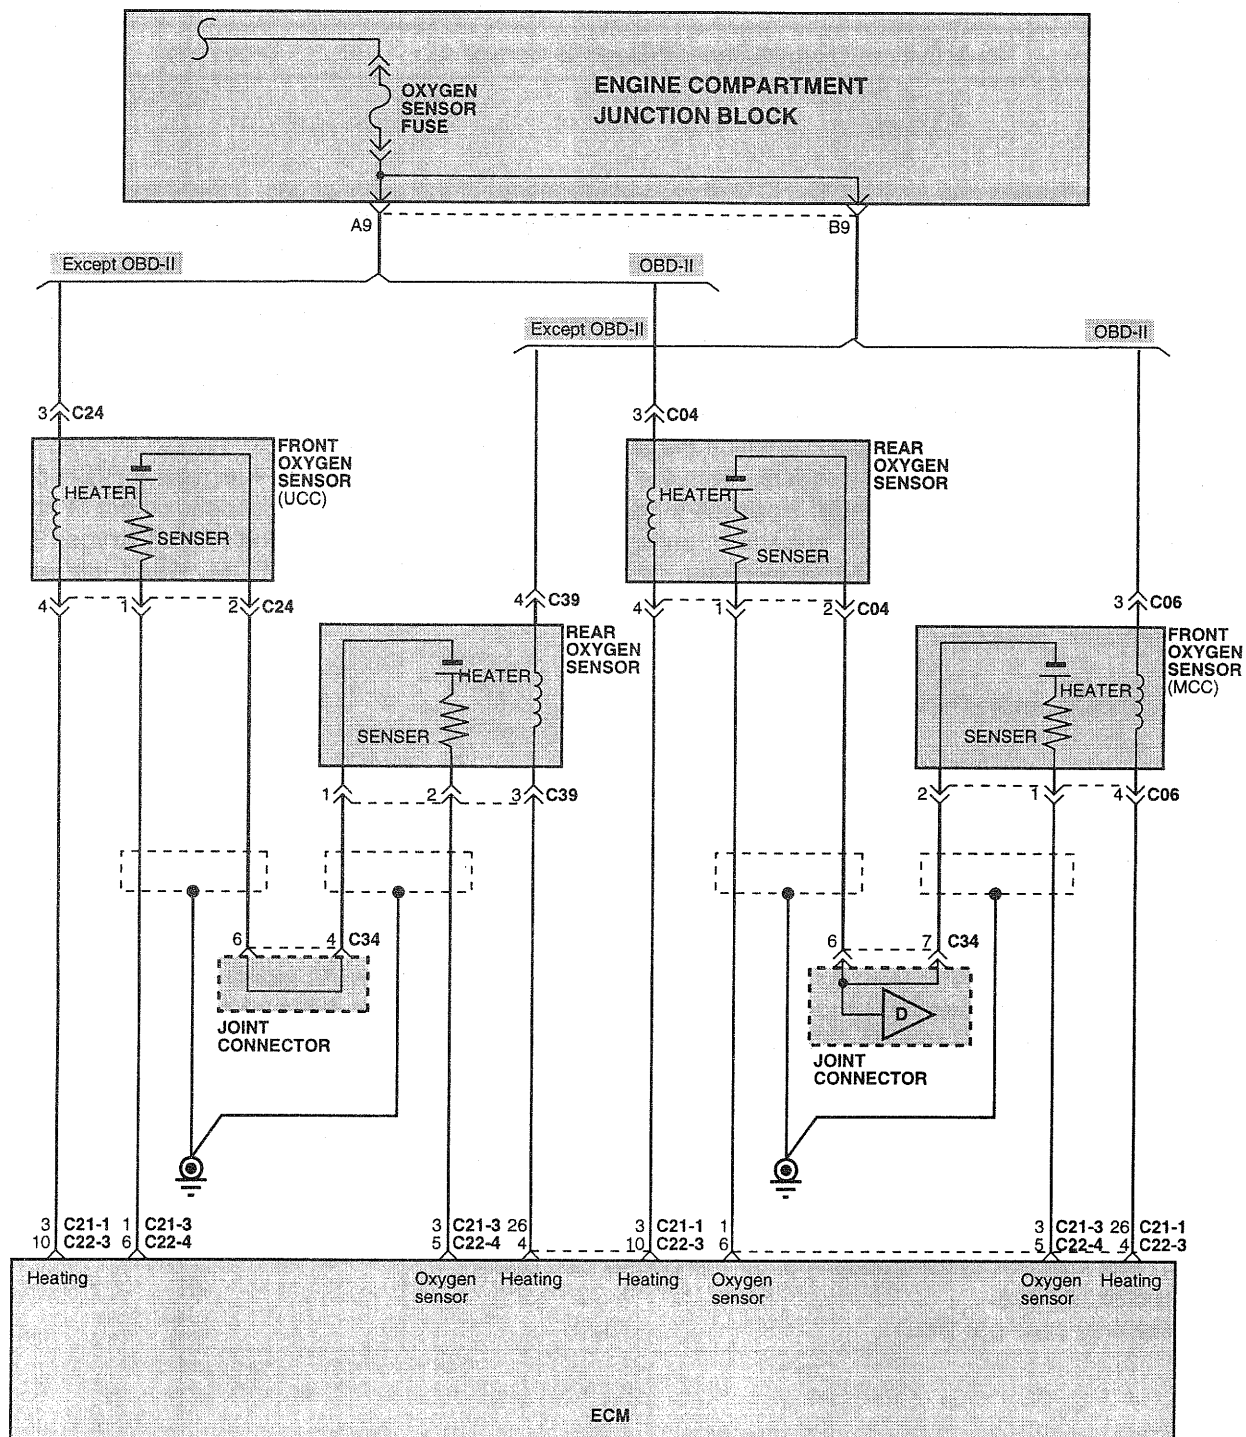 OXYGEN
SENSOR
FUSE
ENGINE COMPARTMENT
JUNCTION BLOCK
A9
B9
Except OBD-II
OBD-II
Except OBD-II
OBD-II
3 C24
3 C04
FRONT
OXYGEN
SENSOR
(UCC)
HEATER
SENSER
REAR
OXYGEN
SENSOR
HEATER
SENSER
4 1 2 C24
4 C39
4 1 2 C04
3 C06
REAR
OXYGEN
SENSOR
HEATER
SENSER
FRONT
OXYGEN
SENSOR
(MCC)
HEATER
SENSER
1 2 3 C39
2 1 4 C06
6 4 C34
JOINT
CONNECTOR
6 7 C34
D
JOINT
CONNECTOR
3 C21-1 1 C21-3 3 C21-3 26 3 C21-1 1 3 C21-3 26 C21-1
10 C22-3 6 C22-4 5 C22-4 4 10 C22-3 6 5 C22-4 4 C22-3
Heating Oxygen Heating Heating Oxygen Oxygen Heating
sensor sensor sensor
ECM